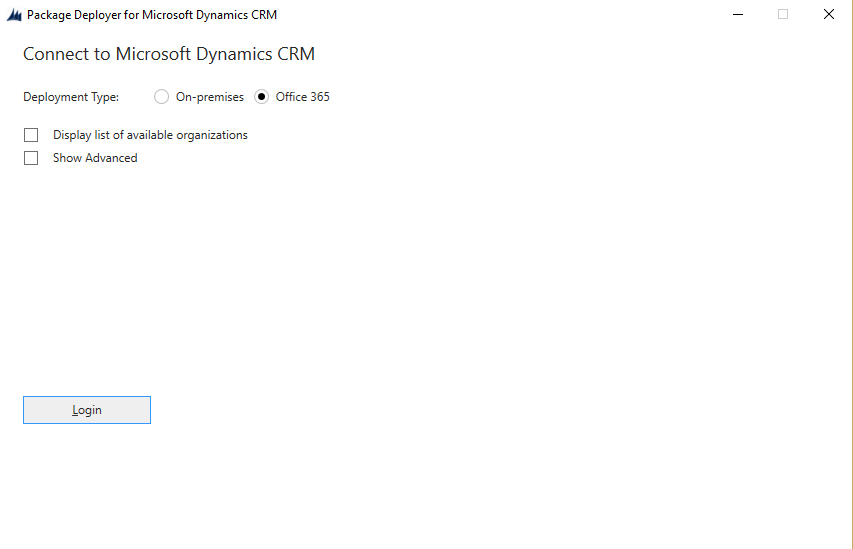 Package Deployer for Microsoft Dynamics CRM
Connect to Microsoft Dynamics CRM
Deployment Type: On-premises Office 365
Display list of available organizations
Show Advanced
Login